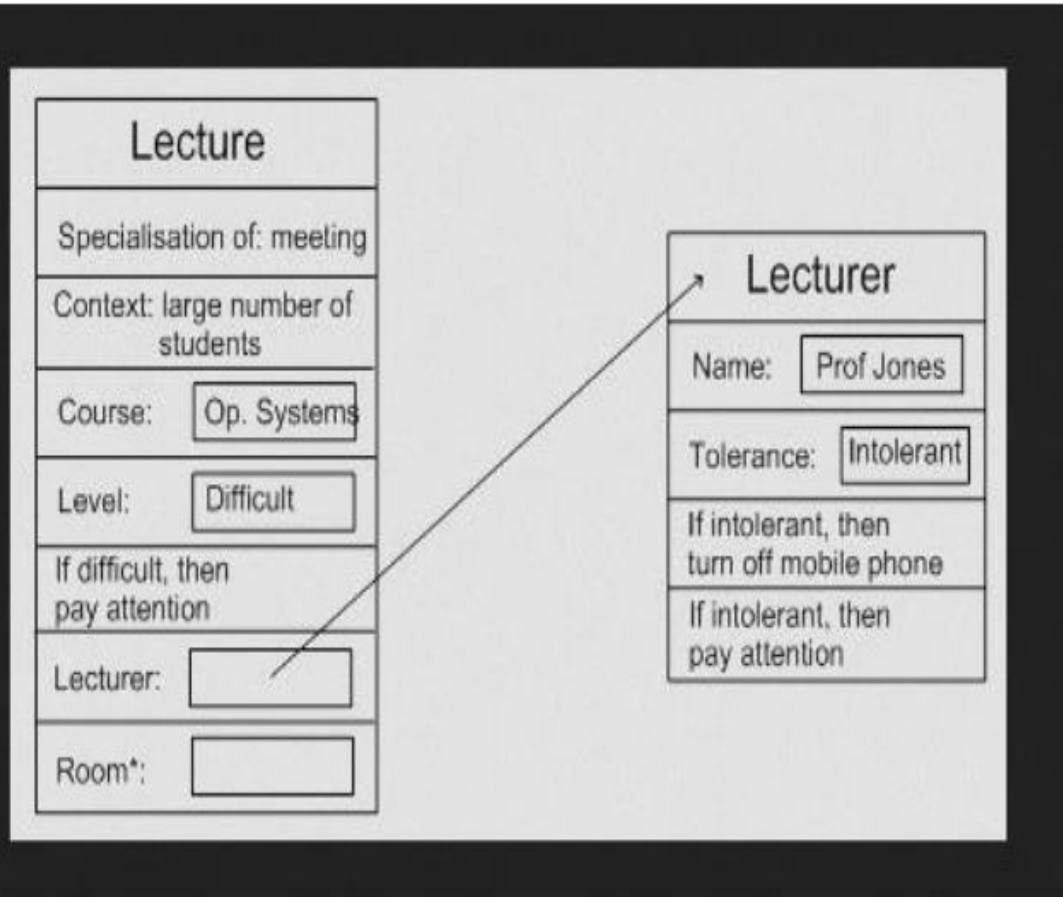 Lecture
Specialisation of: meeting
Context: large number of
students
Course: Op. Systems
Level: Difficult
If difficult, then
pay attention
Lecturer:
Room*:
Lecturer
Name: Prof Jones
Tolerance: Intolerant
If intolerant, then
turn off mobile phone
If intolerant, then
pay attention